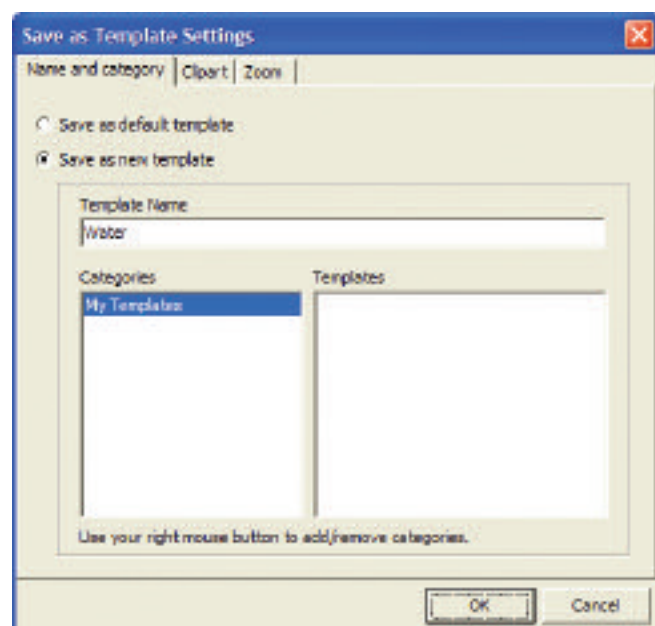 Save as Template Settings
Name and category Clipart Zoom
Save as default template
Save as new template
Template Name
Water
Categories Templates
My Templates
Use your right mouse button to add/remove categories.
OK Cancel